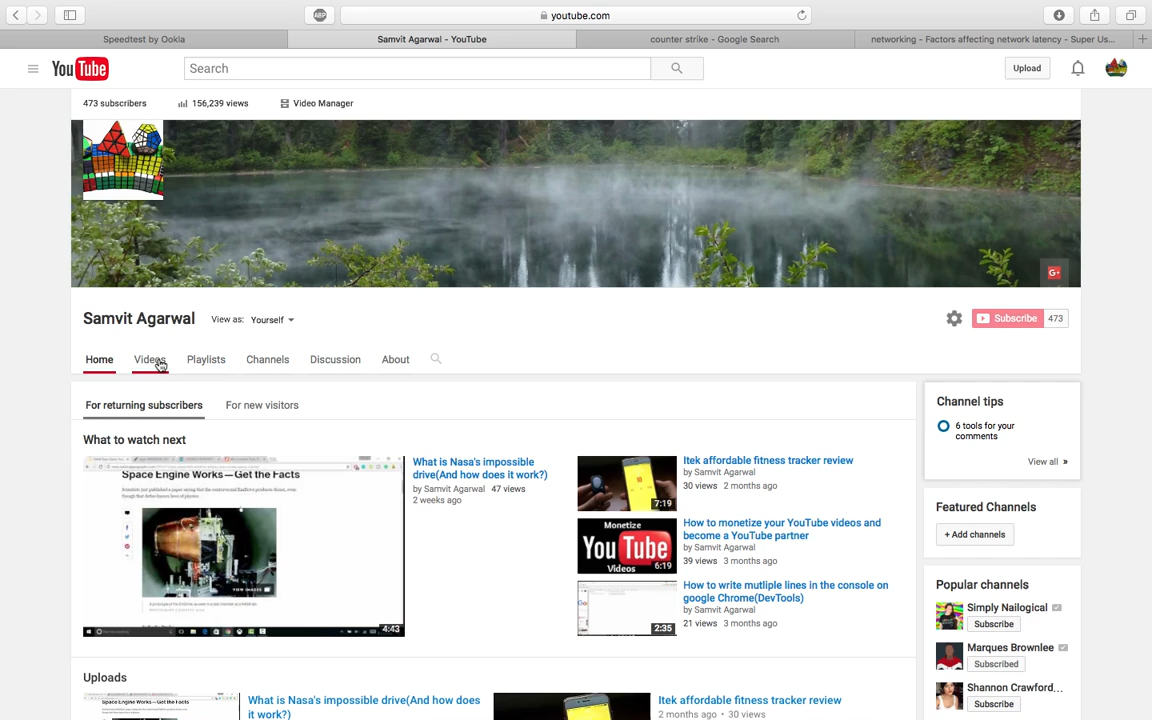 youtube.com
ABP
Speedtest by Ookla
Samvit Agarwal - YouTube
counter strike - Google Search
networking - Factors affecting network latency - Super Us...
YouTube
Search
Upload
473 subscribers
156,239 views
Video Manager
G+
Samvit Agarwal
View as: Yourself
Subscribe 473
Home
Videos
Playlists
Channels
Discussion
About
For returning subscribers
For new visitors
What to watch next
Space Engine Works—Get the Facts
4:43
What is Nasa's impossible
drive(And how does it work?)
by Samvit Agarwal 47 views
2 weeks ago
7:19
Itek affordable fitness tracker review
by Samvit Agarwal
30 views 2 months ago
Monetize
YouTube
Videos
6:19
How to monetize your YouTube videos and
become a YouTube partner
by Samvit Agarwal
39 views 3 months ago
2:35
How to write mutliple lines in the console on
google Chrome(DevTools)
by Samvit Agarwal
21 views 3 months ago
Channel tips
6 tools for your
comments
View all »
Featured Channels
+ Add channels
Popular channels
Simply Nailogical
Subscribe
Marques Brownlee
Subscribed
Shannon Crawford...
Subscribe
Uploads
What is Nasa's impossible drive(And how does
it work?)
Itek affordable fitness tracker review
2 months ago • 30 views